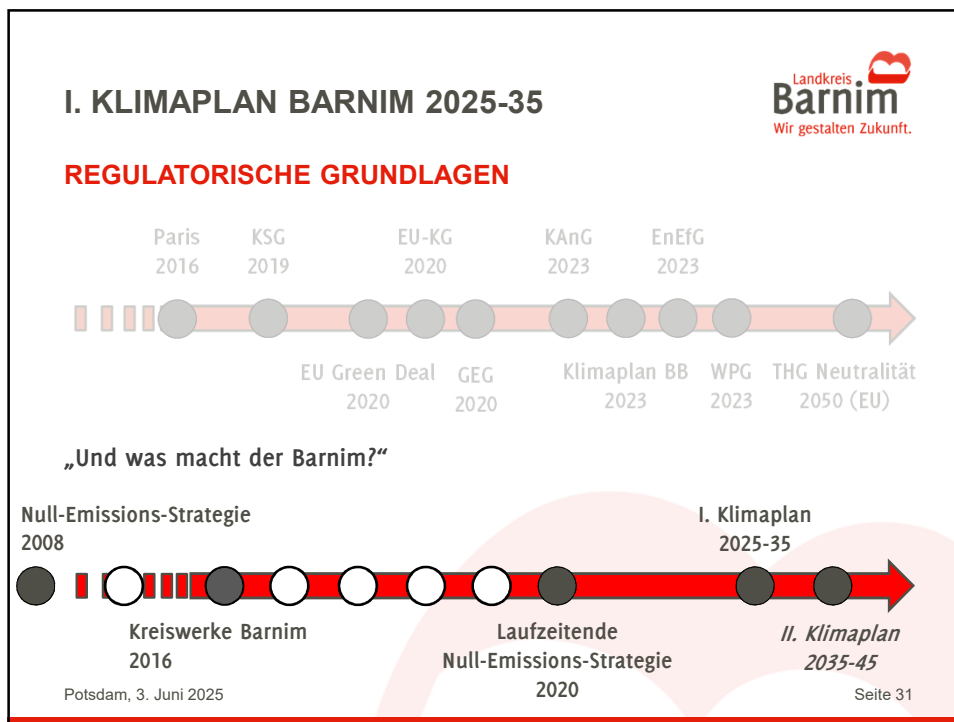 I. KLIMAPLAN BARNIM 2025-35
Landkreis
Barnim
Wir gestalten Zukunft.
REGULATORISCHE GRUNDLAGEN
Paris
2016
KSG
2019
EU-KG
2020
KAnG
2023
EnEfG
2023
EU Green Deal
2020
GEG
2020
Klimaplan BB
2023
WPG
2023
THG Neutralität
2050 (EU)
„Und was macht der Barnim?“
Null-Emissions-Strategie
2008
I. Klimaplan
2025-35
Kreiswerke Barnim
2016
Laufzeitende
Null-Emissions-Strategie
2020
II. Klimaplan
2035-45
Potsdam, 3. Juni 2025
Seite 31